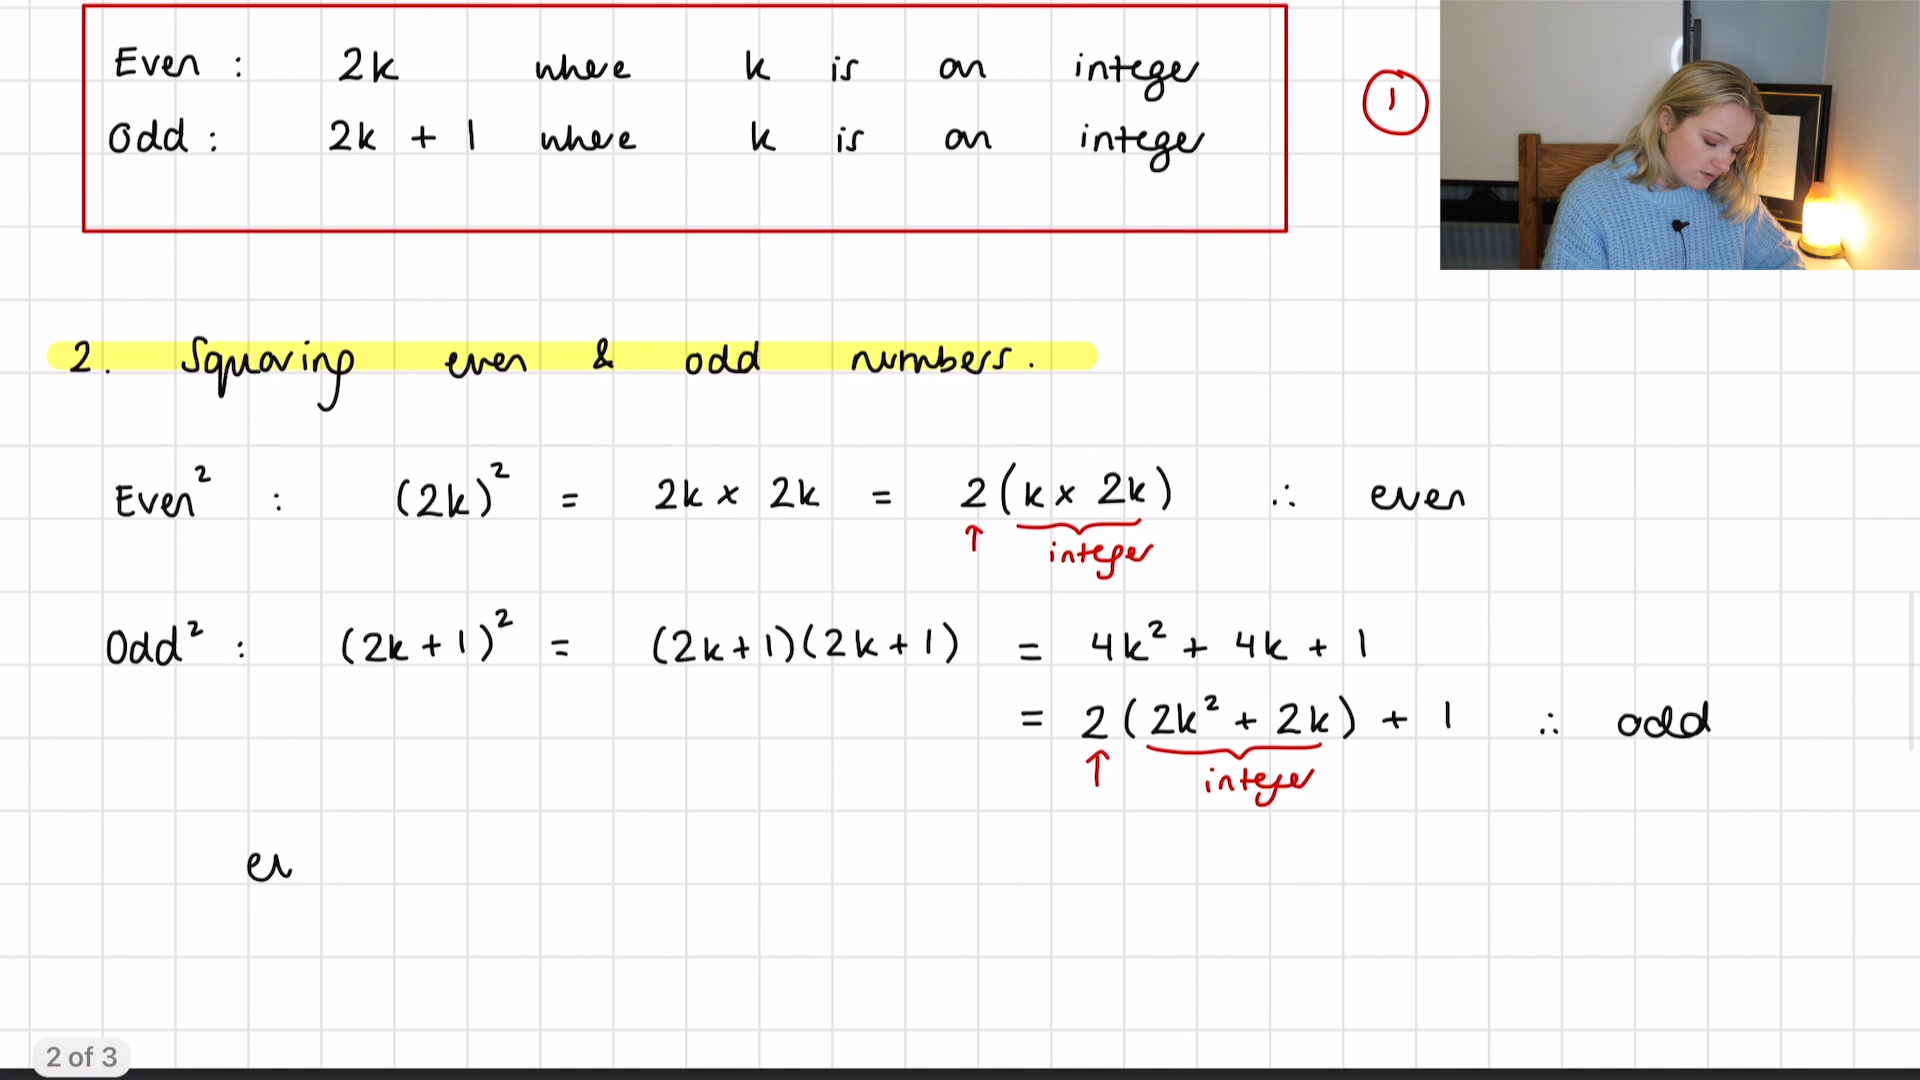 Even : 2k where k is an integer
Odd : 2k + 1 where k is an integer
1
2. Squaring even & odd numbers.
Even² : (2k)² = 2k × 2k = 2(k × 2k) ∴ even
↑ integer
Odd² : (2k+1)² = (2k+1)(2k+1) = 4k² + 4k + 1
= 2(2k² + 2k) + 1 ∴ odd
↑ integer
2 of 3